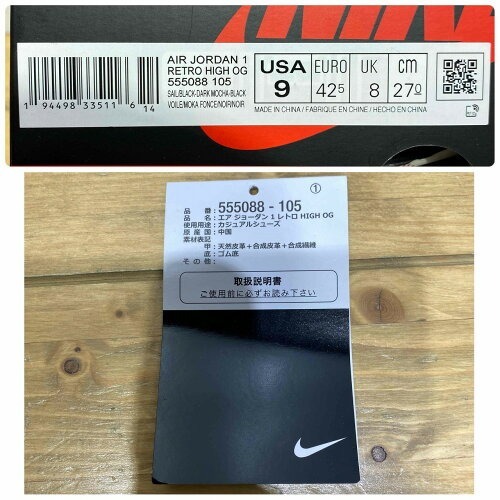 AIR JORDAN 1
RETRO HIGH OG
555088 105
SAIL/BLACK-DARK MOCHA-BLACK
VOILE/MOKA FONCE/NOIR/NOIR
1 94498 33511 6 14
USA
9
EURO
42⁵
UK
8
cm
27⁰
MADE IN CHINA / FABRIQUE EN CHINE / HECHO EN CHINA
①
品 番: 555088 - 105
品 名: エア ジョーダン 1 レトロ HIGH OG
使用用途: カジュアルシューズ
原 産 国: 中国
素材表記
甲: 天然皮革+合成皮革+合成繊維
底: ゴム底
そ の 他:
取扱説明書
ご使用前に必ずお読み下さい